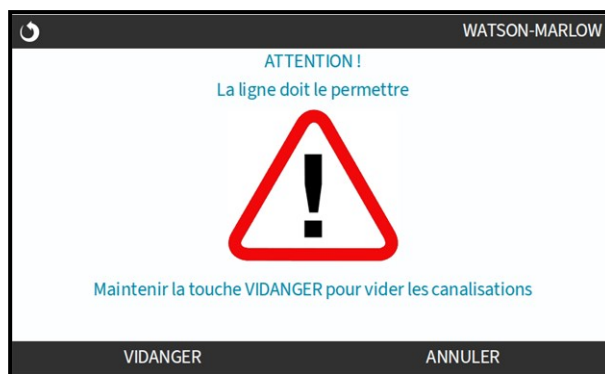 WATSON-MARLOW
ATTENTION !
La ligne doit le permettre
!
Maintenir la touche VIDANGER pour vider les canalisations
VIDANGER ANNULER